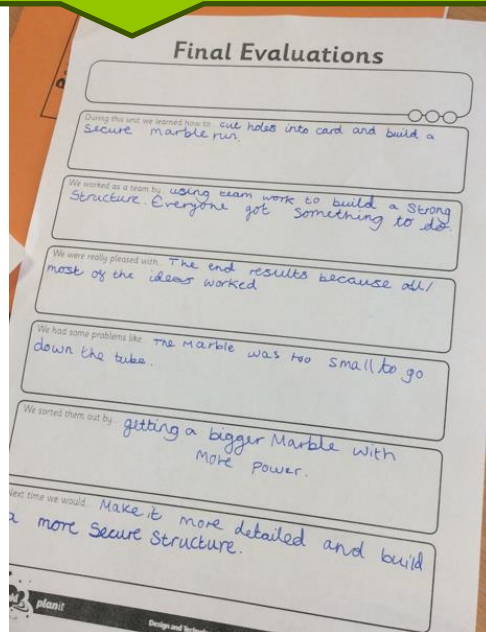 Final Evaluations
During this unit we learned how to... cut holes into card and build a
secure marble run.
We worked as a team by... using team work to build a Strong
Structure. Everyone got something to do.
We were really pleased with... The end results because all/
most of the ideas worked
We had some problems like... The Marble was too small to go
down the tube.
We sorted them out by... getting a bigger Marble with
More power.
Next time we would... Make it more detailed and build
a more Secure Structure.
planit
Design and Technology